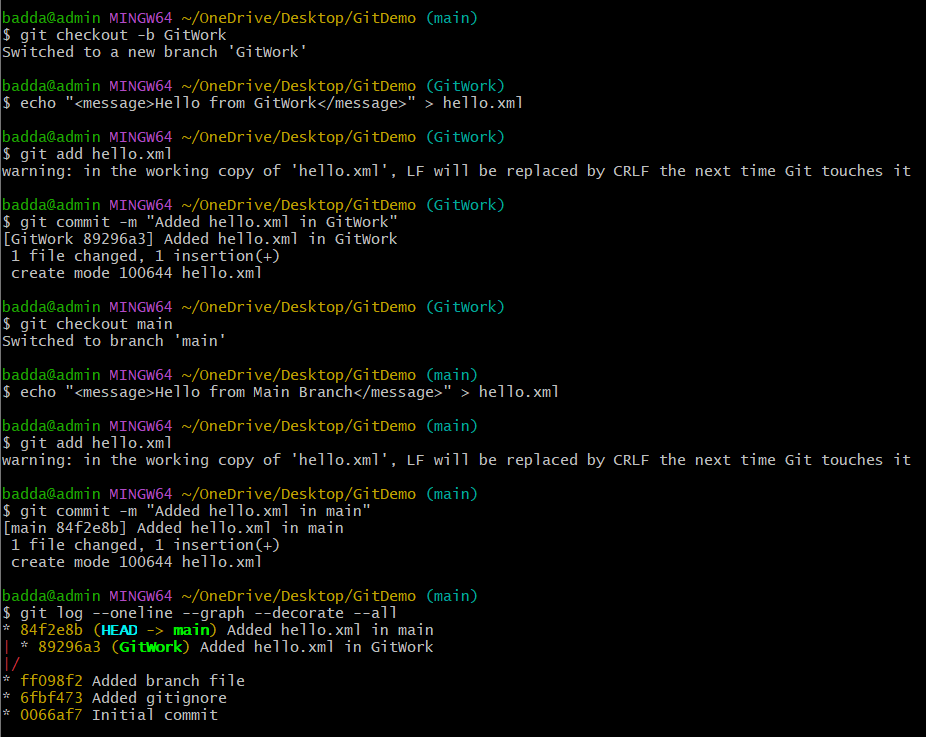 badda@admin MINGW64 ~/OneDrive/Desktop/GitDemo (main)
$ git checkout -b GitWork
Switched to a new branch 'GitWork'

badda@admin MINGW64 ~/OneDrive/Desktop/GitDemo (GitWork)
$ echo "<message>Hello from GitWork</message>" > hello.xml

badda@admin MINGW64 ~/OneDrive/Desktop/GitDemo (GitWork)
$ git add hello.xml
warning: in the working copy of 'hello.xml', LF will be replaced by CRLF the next time Git touches it

badda@admin MINGW64 ~/OneDrive/Desktop/GitDemo (GitWork)
$ git commit -m "Added hello.xml in GitWork"
[GitWork 89296a3] Added hello.xml in GitWork
 1 file changed, 1 insertion(+)
 create mode 100644 hello.xml

badda@admin MINGW64 ~/OneDrive/Desktop/GitDemo (GitWork)
$ git checkout main
Switched to branch 'main'

badda@admin MINGW64 ~/OneDrive/Desktop/GitDemo (main)
$ echo "<message>Hello from Main Branch</message>" > hello.xml

badda@admin MINGW64 ~/OneDrive/Desktop/GitDemo (main)
$ git add hello.xml
warning: in the working copy of 'hello.xml', LF will be replaced by CRLF the next time Git touches it

badda@admin MINGW64 ~/OneDrive/Desktop/GitDemo (main)
$ git commit -m "Added hello.xml in main"
[main 84f2e8b] Added hello.xml in main
 1 file changed, 1 insertion(+)
 create mode 100644 hello.xml

badda@admin MINGW64 ~/OneDrive/Desktop/GitDemo (main)
$ git log --oneline --graph --decorate --all
* 84f2e8b (HEAD -> main) Added hello.xml in main
| * 89296a3 (GitWork) Added hello.xml in GitWork
|/
* ff098f2 Added branch file
* 6fbf473 Added gitignore
* 0066af7 Initial commit